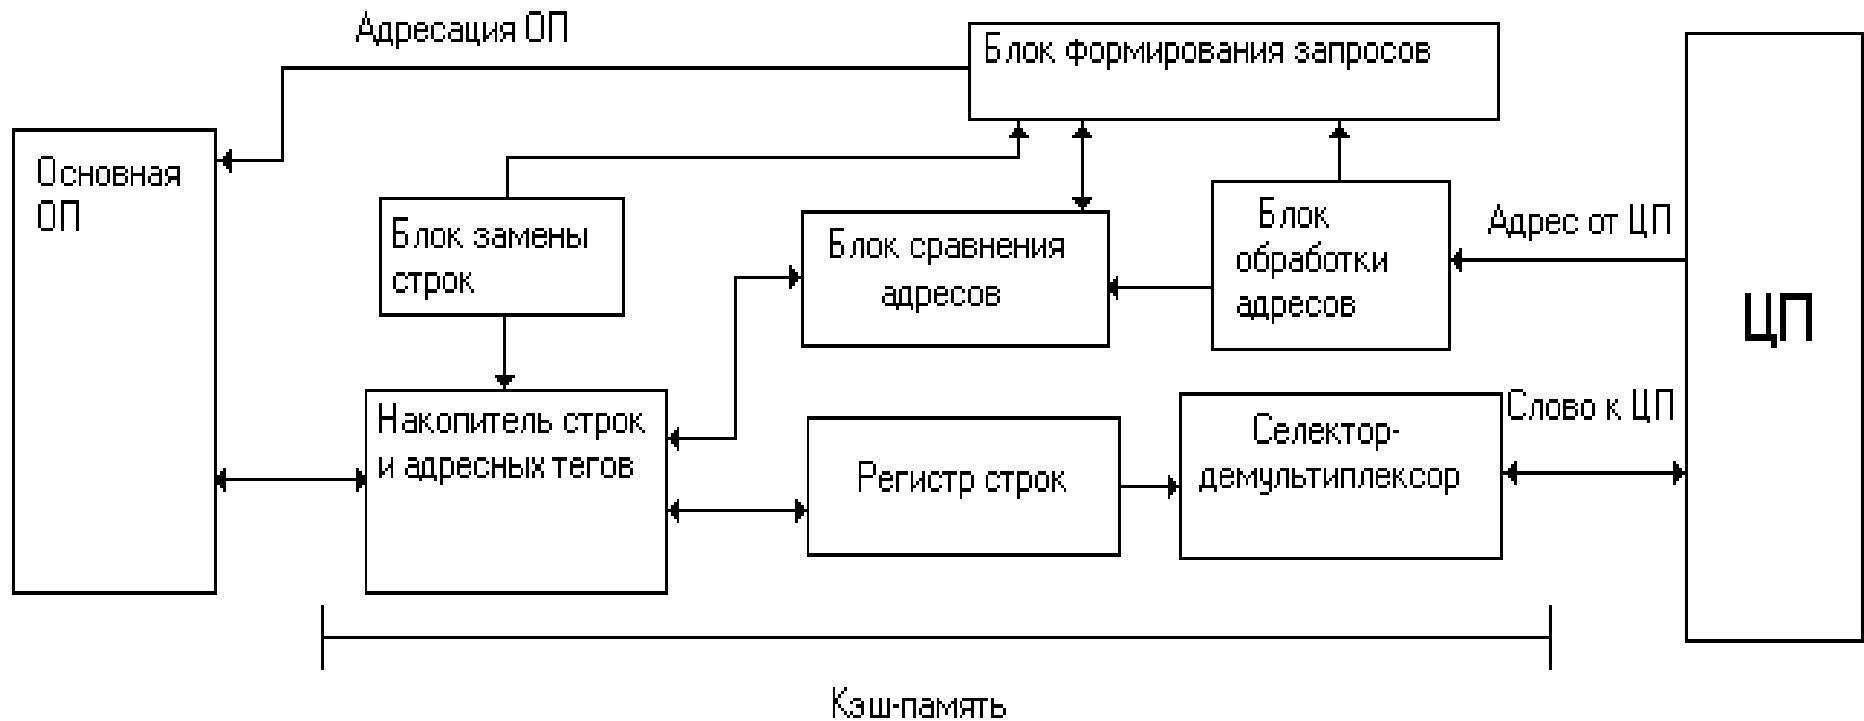 Адресация ОП
Блок формирования запросов
Основная
ОП
Блок замены
строк
Блок сравнения
адресов
Блок
обработки
адресов
Адрес от ЦП
ЦП
Накопитель строк
и адресных тегов
Регистр строк
Селектор-
демультиплексор
Слово к ЦП
Кэш-память